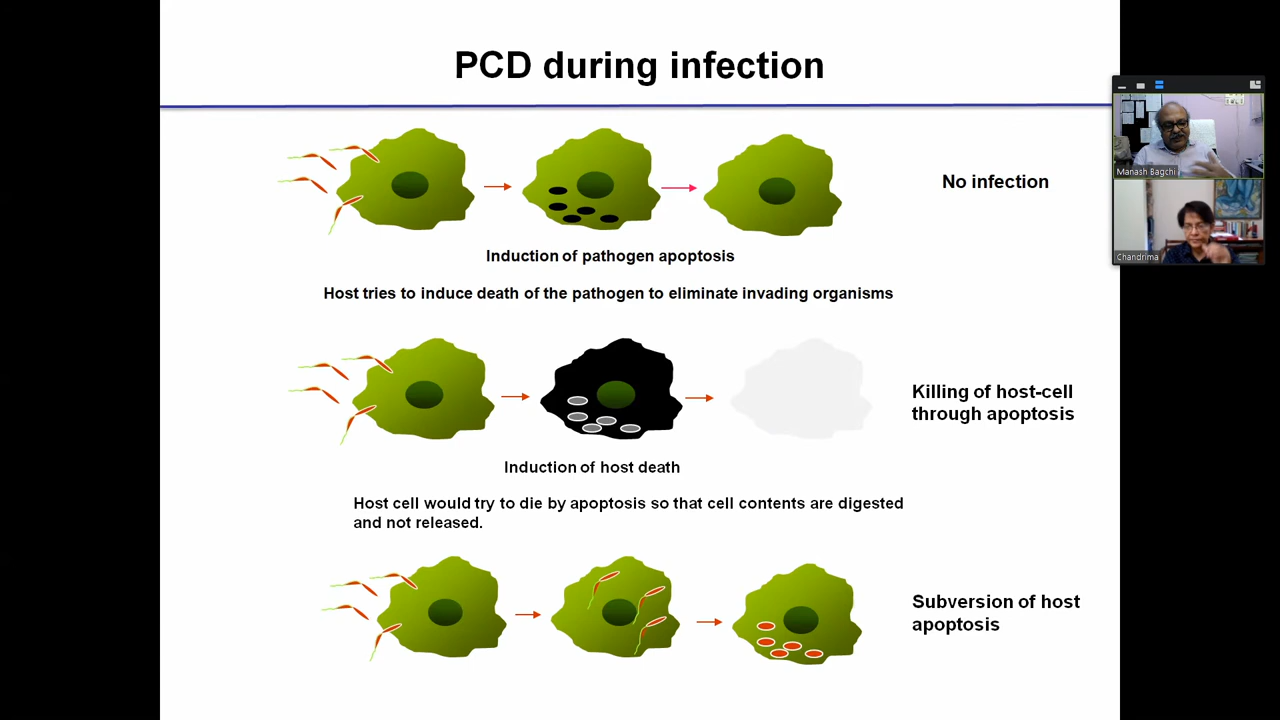 PCD during infection
No infection
Induction of pathogen apoptosis
Host tries to induce death of the pathogen to eliminate invading organisms
Killing of host-cell
through apoptosis
Induction of host death
Host cell would try to die by apoptosis so that cell contents are digested
and not released.
Subversion of host
apoptosis
Manash Bagchi
Chandrima